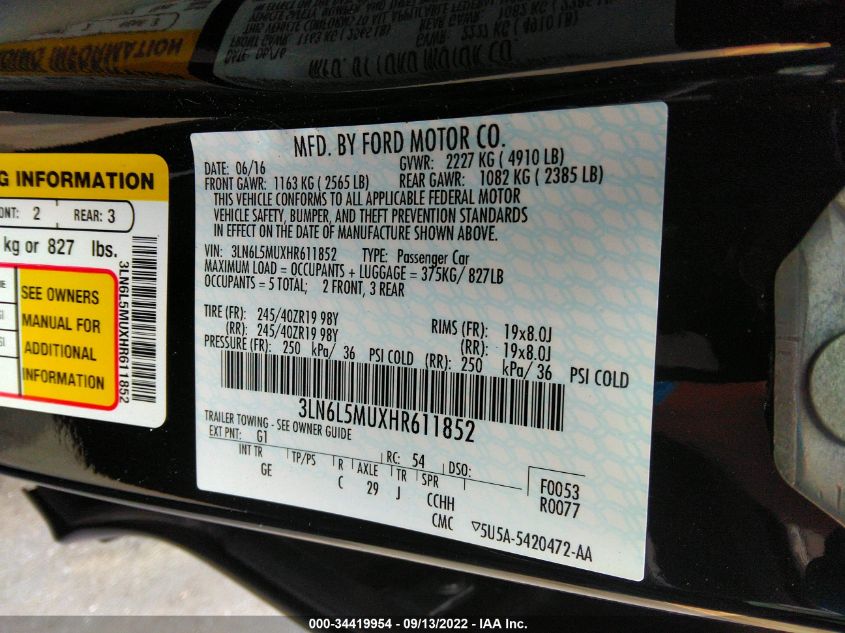 MFD. BY FORD MOTOR CO.
DATE: 06/16 GVWR: 2227 KG ( 4910 LB)
FRONT GAWR: 1163 KG ( 2565 LB) REAR GAWR: 1082 KG ( 2385 LB)
THIS VEHICLE CONFORMS TO ALL APPLICABLE FEDERAL MOTOR
VEHICLE SAFETY, BUMPER, AND THEFT PREVENTION STANDARDS
IN EFFECT ON THE DATE OF MANUFACTURE SHOWN ABOVE.
VIN: 3LN6L5MUXHR611852 TYPE: Passenger Car
MAXIMUM LOAD = OCCUPANTS + LUGGAGE = 375KG/ 827LB
OCCUPANTS = 5 TOTAL; 2 FRONT, 3 REAR
TIRE (FR): 245/40ZR19 98Y RIMS (FR): 19x8.0J
(RR): 245/40ZR19 98Y (RR): 19x8.0J
PRESSURE (FR): 250 kPa/ 36 PSI COLD (RR): 250 kPa/ 36 PSI COLD
3LN6L5MUXHR611852
TRAILER TOWING - SEE OWNER GUIDE
EXT PNT: G1 RC: 54 DSO:
INT TR TP/PS R AXLE TR SPR F0053
GE C 29 J CCHH R0077
CMC ▽5U5A-5420472-AA
G INFORMATION
ONT: 2 REAR: 3
kg or 827 lbs.
SEE OWNERS
MANUAL FOR
ADDITIONAL
INFORMATION
3LN6L5MUXHR611852
000-34419954 - 09/13/2022 - IAA Inc.